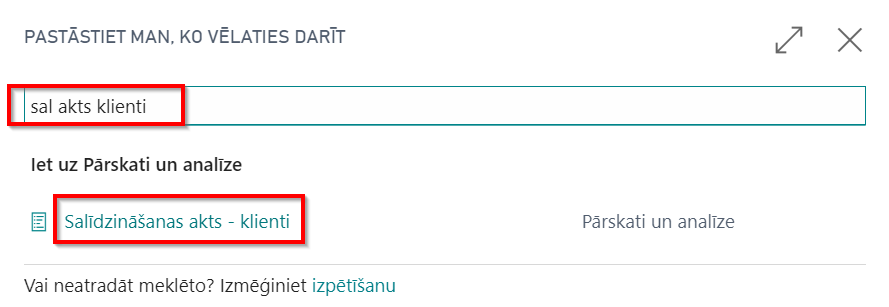 PASTĀSTIET MAN, KO VĒLATIES DARĪT
sal akts klienti
Iet uz Pārskati un analīze
Salīdzināšanas akts - klienti Pārskati un analīze
Vai neatradāt meklēto? Izmēģiniet izpētīšanu